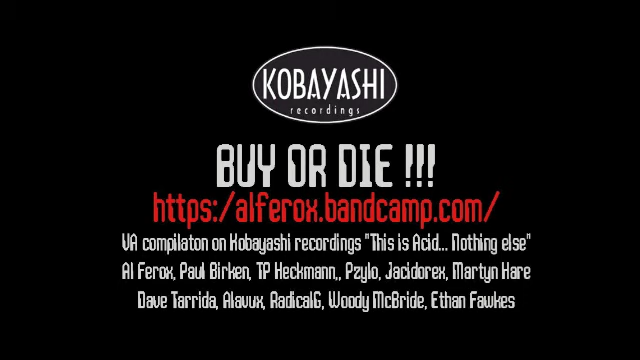 KOBAYASHI
recordings
BUY OR DIE !!!
https:/alferox.bandcamp.com/
VA compilaton on Kobayashi recordings "This is Acid... Nothing else"
Al Ferox, Paul Birken, TP Heckmann,, Pzylo, Jacidorex, Martyn Hare
Dave Tarrida, Alavux, RadicalG, Woody McBride, Ethan Fawkes